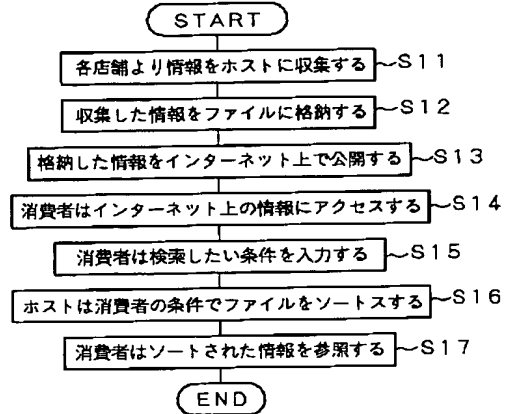 START
各店舗より情報をホストに収集する S11
収集した情報をファイルに格納する S12
格納した情報をインターネット上で公開する S13
消費者はインターネット上の情報にアクセスする S14
消費者は検索したい条件を入力する S15
ホストは消費者の条件でファイルをソートスする S16
消費者はソートされた情報を参照する S17
END